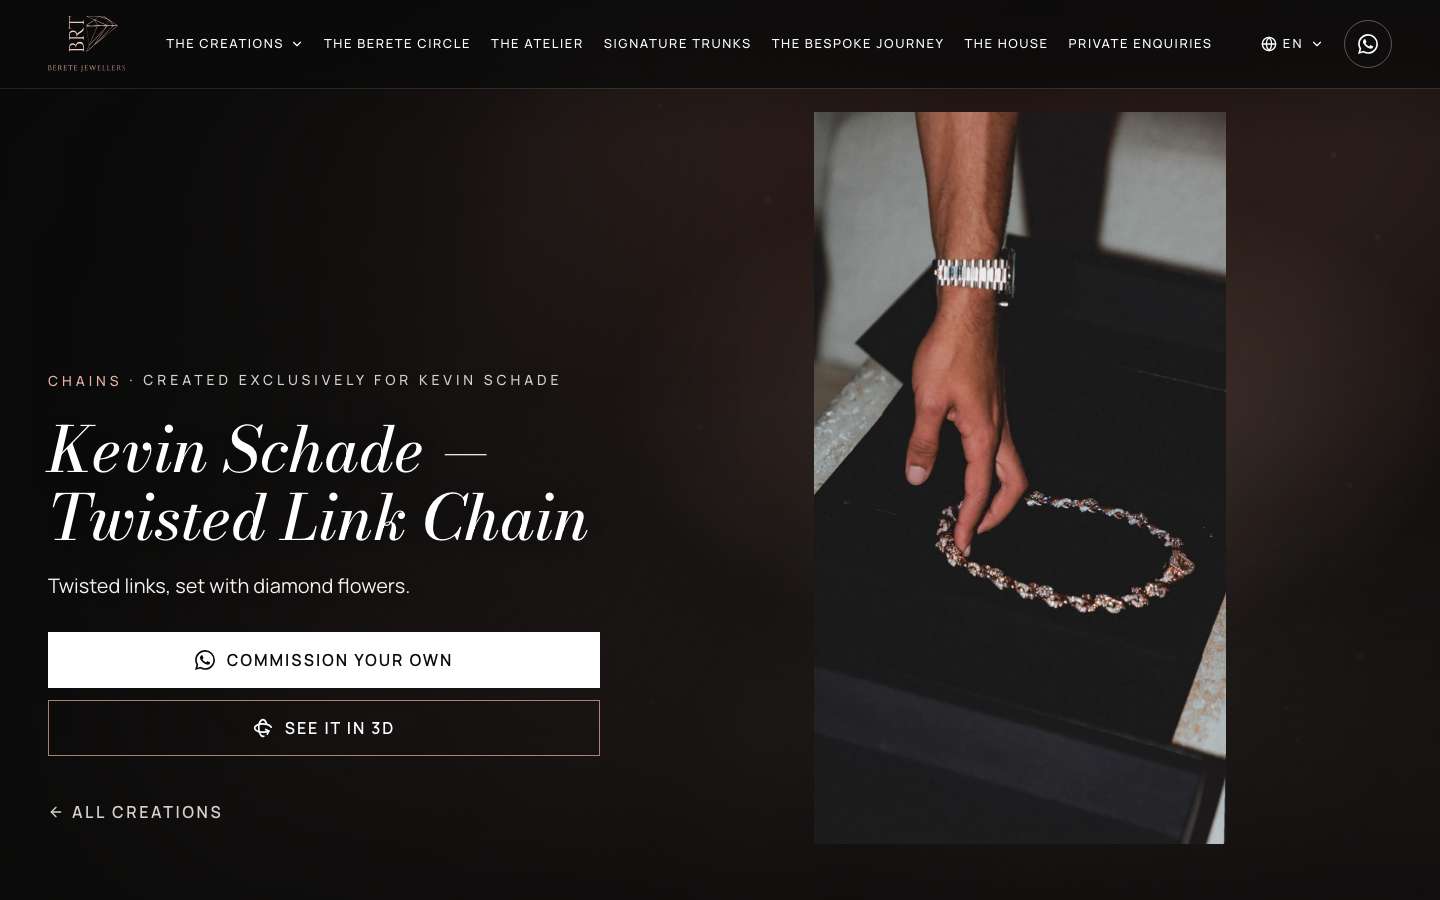 BRT
BERETE JEWELLERS
THE CREATIONS
THE BERETE CIRCLE
THE ATELIER
SIGNATURE TRUNKS
THE BESPOKE JOURNEY
THE HOUSE
PRIVATE ENQUIRIES
EN
CHAINS · CREATED EXCLUSIVELY FOR KEVIN SCHADE
Kevin Schade —
Twisted Link Chain
Twisted links, set with diamond flowers.
COMMISSION YOUR OWN
SEE IT IN 3D
← ALL CREATIONS